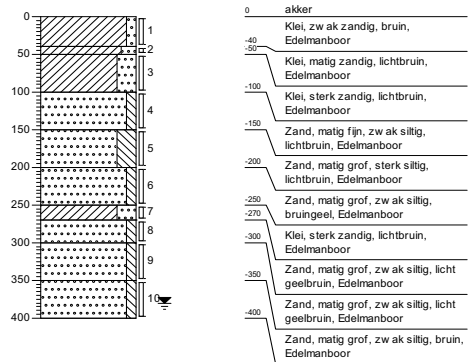 0
50
100
150
200
250
300
350
400
1
2
3
4
5
6
7
8
9
10
0 akker
Klei, zw ak zandig, bruin,
Edelmanboor
-40
-50
Klei, matig zandig, lichtbruin,
Edelmanboor
-100
Klei, sterk zandig, lichtbruin,
Edelmanboor
-150
Zand, matig fijn, zw ak siltig,
lichtbruin, Edelmanboor
-200
Zand, matig grof, sterk siltig,
lichtbruin, Edelmanboor
-250
Zand, matig grof, zw ak siltig,
bruingeel, Edelmanboor
-270
Klei, sterk zandig, lichtbruin,
Edelmanboor
-300
Zand, matig grof, zw ak siltig, licht
geelbruin, Edelmanboor
-350
Zand, matig grof, zw ak siltig, licht
geelbruin, Edelmanboor
-400
Zand, matig grof, zw ak siltig, bruin,
Edelmanboor